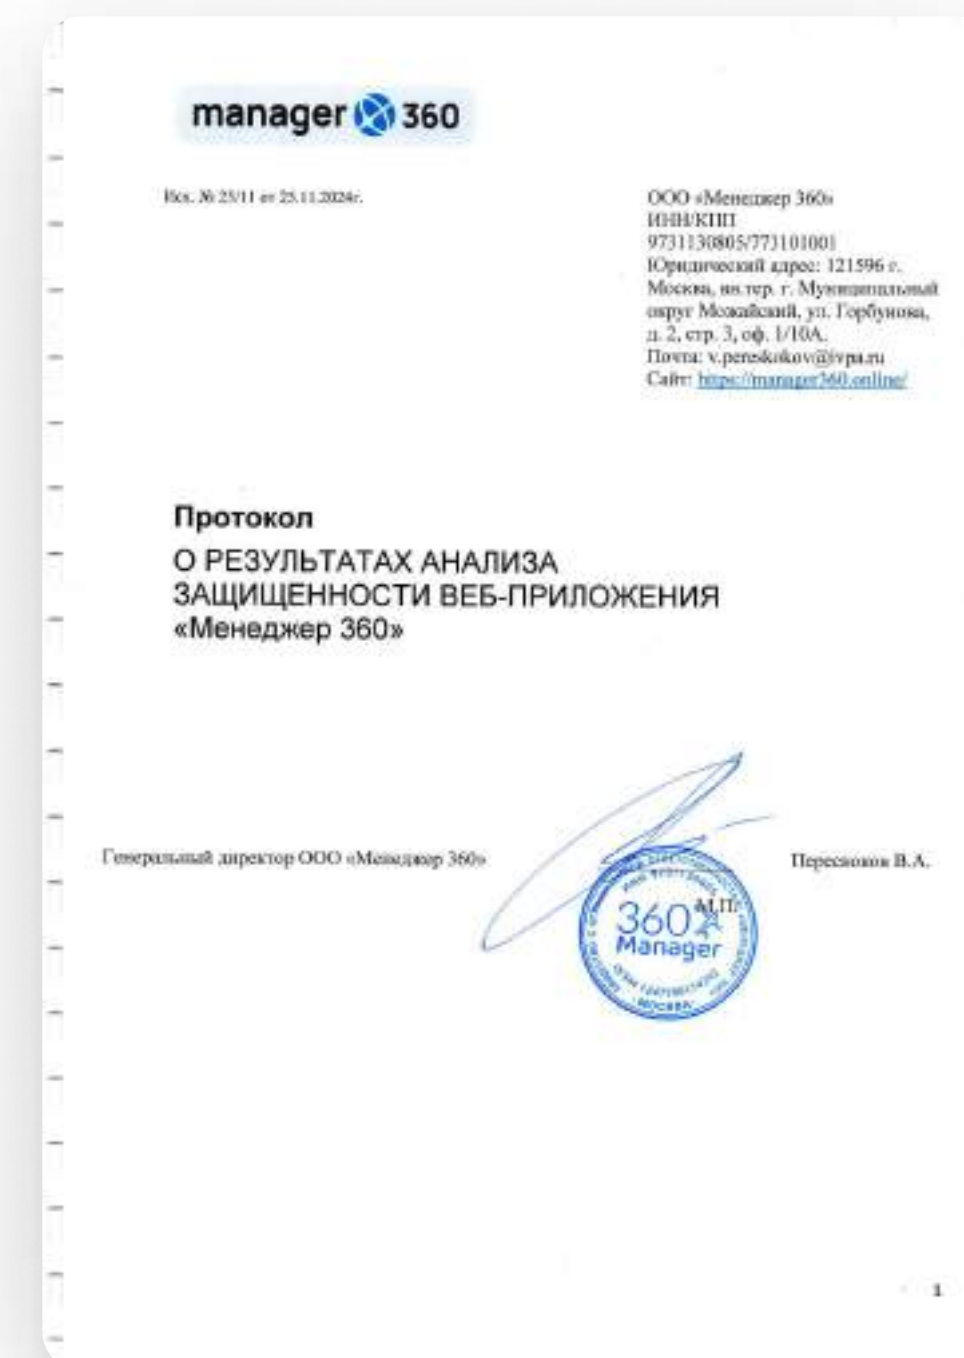 manager 360
Исх. № 25/11 от 25.11.2024г.
ООО «Менеджер 360»
ИНН/КПП
9731130805/773101001
Юридический адрес: 121596 г.
Москва, вн.тер. г. Муниципальный
округ Можайский, ул. Горбунова,
д. 2, стр. 3, оф. 1/10А.
Почта: v.pereskokov@ivpa.ru
Сайт: https://manager360.online/
Протокол
О РЕЗУЛЬТАТАХ АНАЛИЗА
ЗАЩИЩЕННОСТИ ВЕБ-ПРИЛОЖЕНИЯ
«Менеджер 360»
Генеральный директор ООО «Менеджер 360»
Пересковов В.А.
М.П.
360
Manager
МОСКВА
1